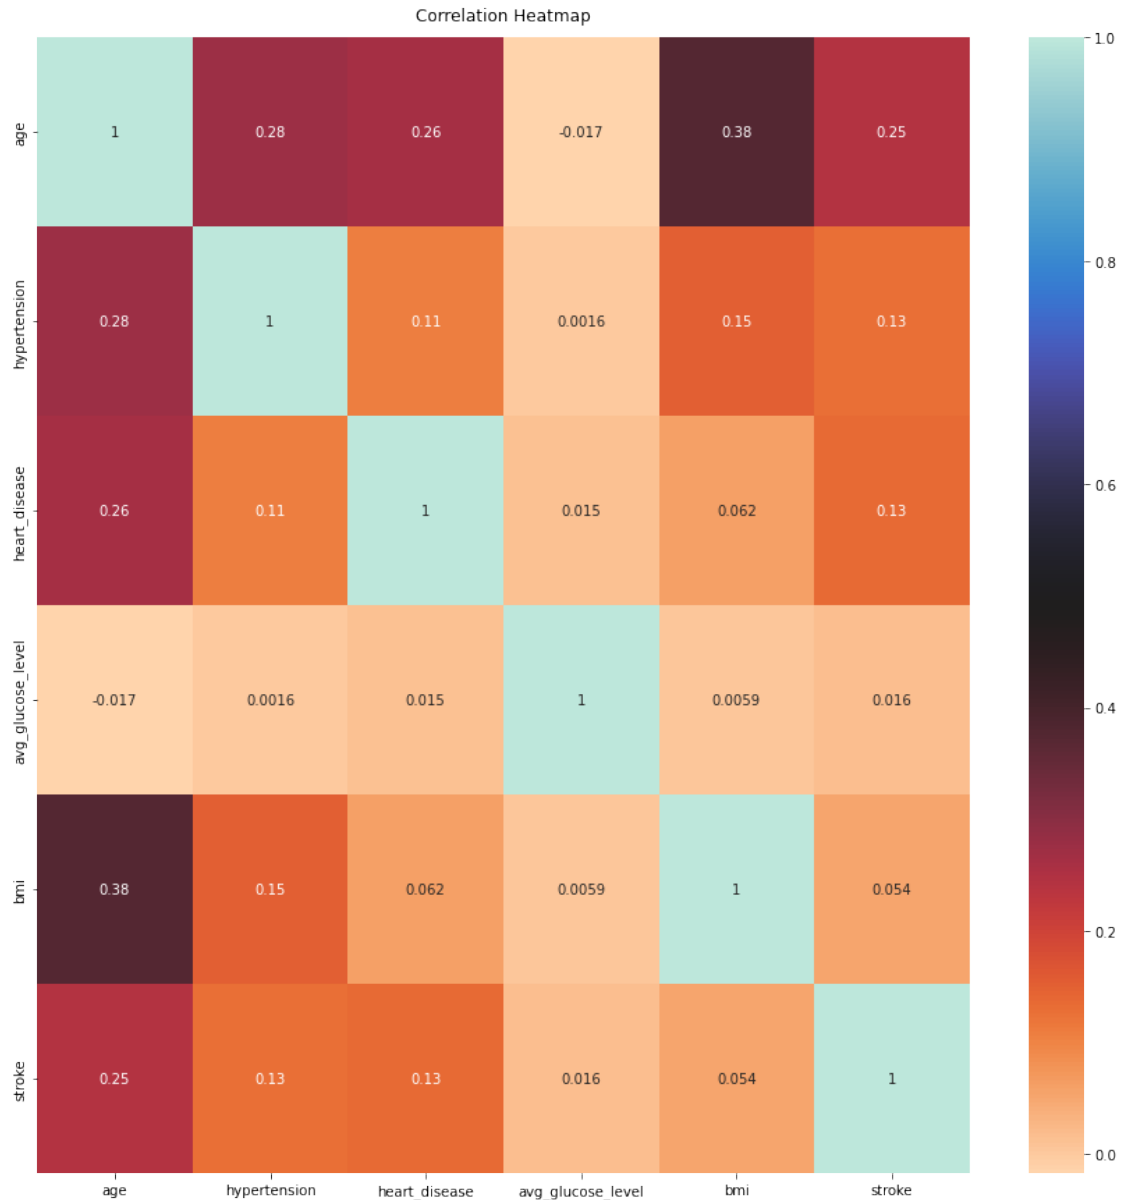 Correlation Heatmap
age 1 0.28 0.26 -0.017 0.38 0.25
hypertension 0.28 1 0.11 0.0016 0.15 0.13
heart_disease 0.26 0.11 1 0.015 0.062 0.13
avg_glucose_level -0.017 0.0016 0.015 1 0.0059 0.016
bmi 0.38 0.15 0.062 0.0059 1 0.054
stroke 0.25 0.13 0.13 0.016 0.054 1
age hypertension heart_disease avg_glucose_level bmi stroke
1.0
0.8
0.6
0.4
0.2
0.0